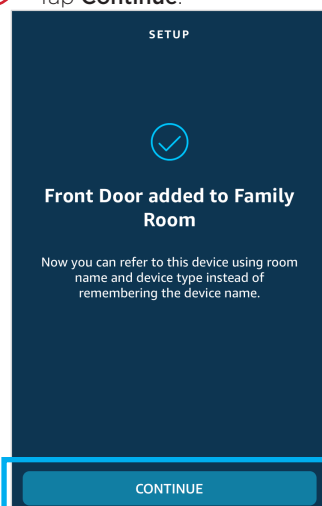 Tap Continue.
SETUP
Front Door added to Family
Room
Now you can refer to this device using room
name and device type instead of
remembering the device name.
CONTINUE